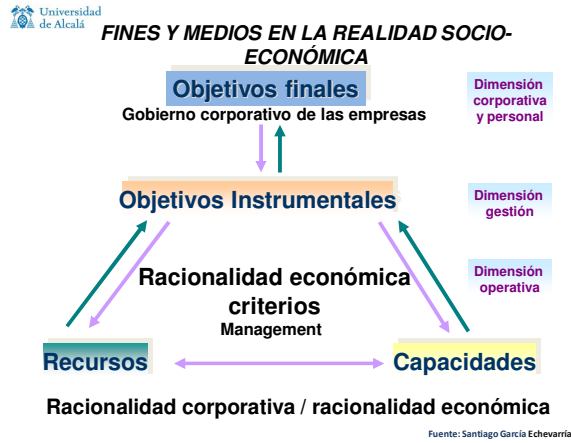 Universidad
de Alcalá
FINES Y MEDIOS EN LA REALIDAD SOCIO-
ECONÓMICA
Objetivos finales
Gobierno corporativo de las empresas
Dimensión
corporativa
y personal
Objetivos Instrumentales
Dimensión
gestión
Racionalidad económica
criterios
Management
Dimensión
operativa
Recursos
Capacidades
Racionalidad corporativa / racionalidad económica
Fuente: Santiago García Echevarría